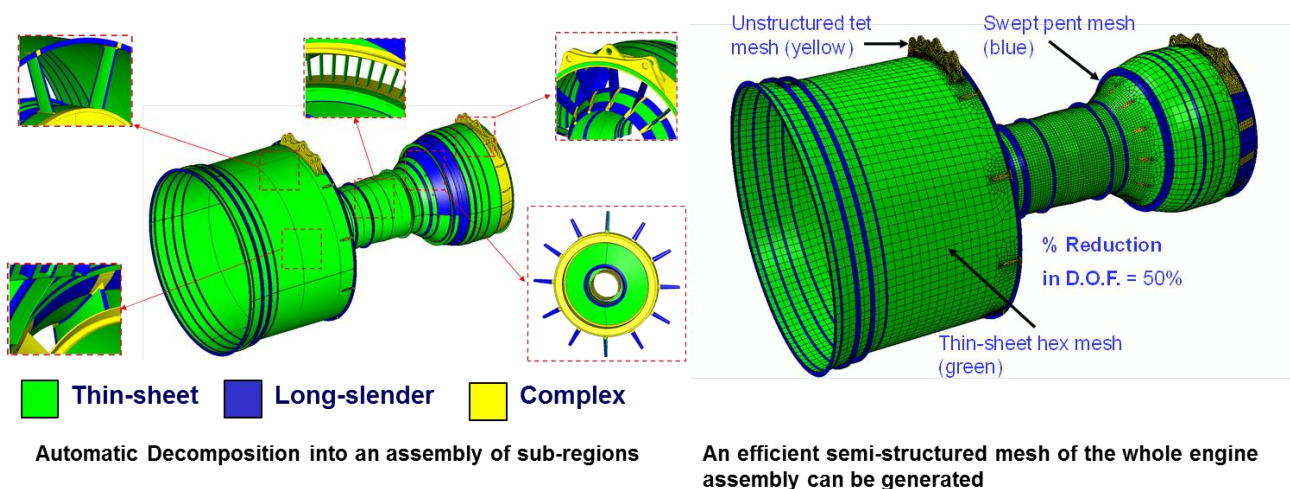 Unstructured tet
mesh (yellow)
Swept pent mesh
(blue)
% Reduction
in D.O.F. = 50%
Thin-sheet hex mesh
(green)
Thin-sheet
Long-slender
Complex
Automatic Decomposition into an assembly of sub-regions
An efficient semi-structured mesh of the whole engine
assembly can be generated